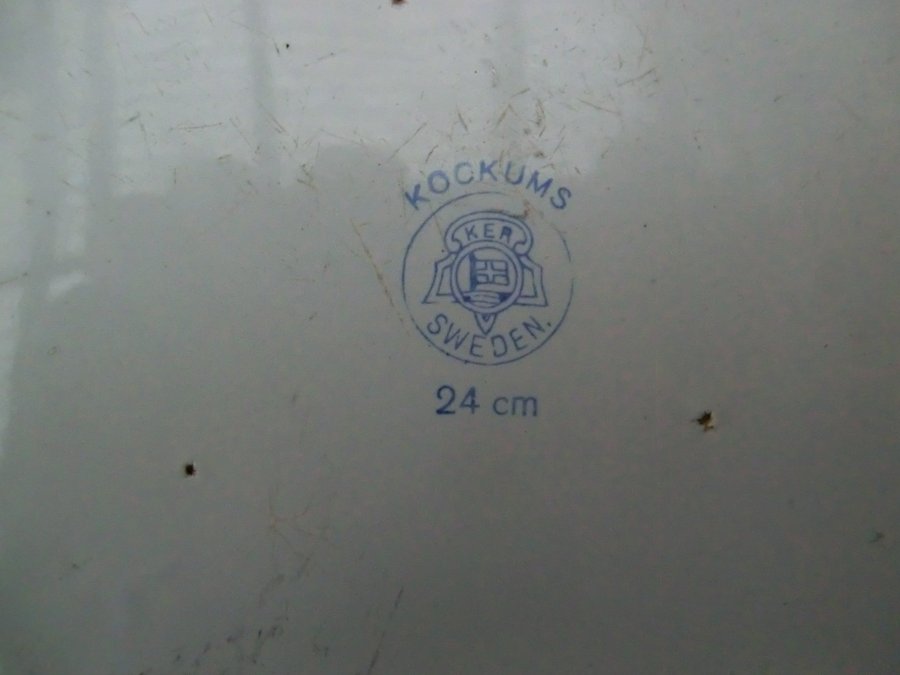 KOCKUMS
KER
SWEDEN.
24 cm